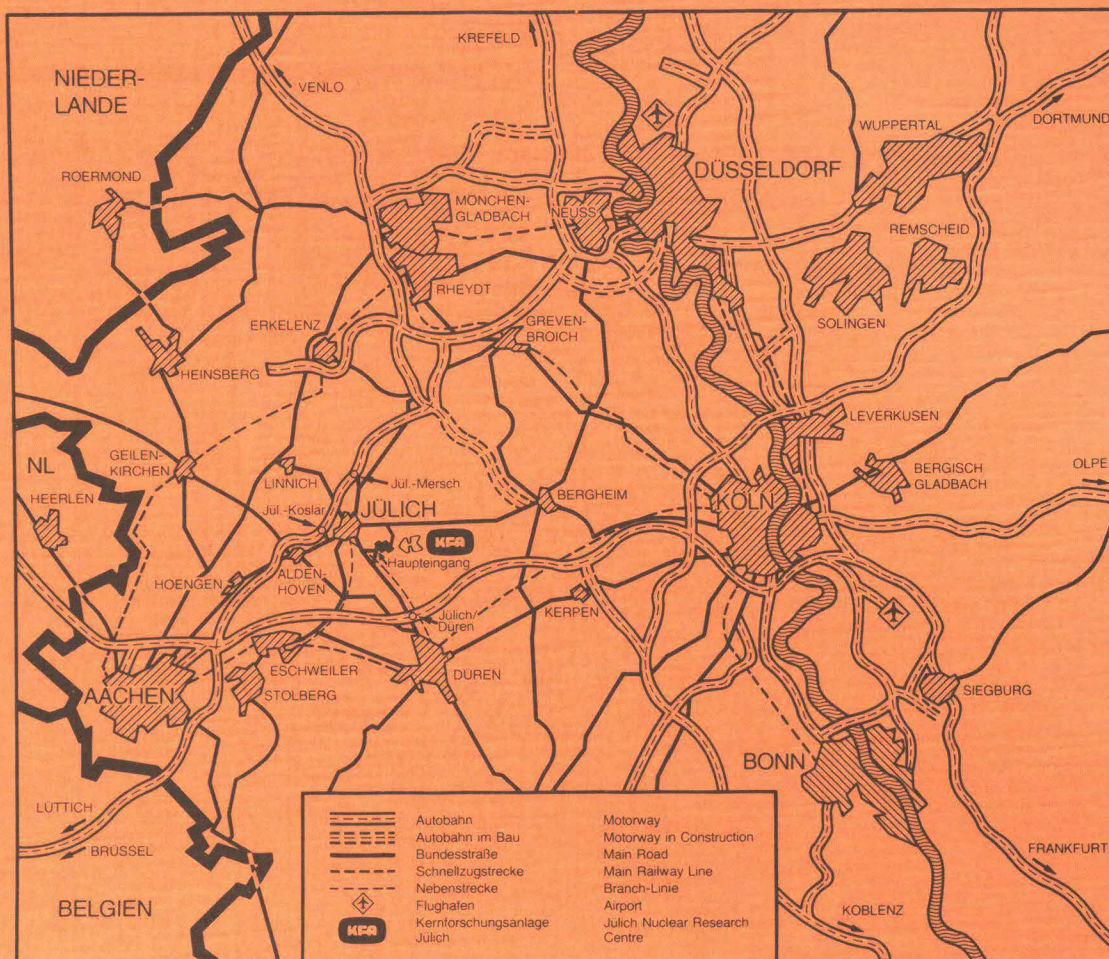 KREFELD
NIEDER-
LANDE
VENLO
DORTMUND
WUPPERTAL
DÜSSELDORF
ROERMOND
MÖNCHEN-
GLADBACH
NEUSS
REMSCHEID
RHEYDT
SOLINGEN
ERKELENZ
GREVEN-
BROICH
HEINSBERG
LEVERKUSEN
NL
GEILEN-
KIRCHEN
LINNICH
Jül.-Mersch
BERGHEIM
BERGISCH
GLADBACH
OLPE
HEERLEN
KÖLN
Jül.-Koslar
JÜLICH
KFA
Haupteingang
HOENGEN
ALDEN-
HOVEN
Jülich/
Düren
KERPEN
ESCHWEILER
DÜREN
AACHEN
STOLBERG
SIEGBURG
BONN
LÜTTICH
BRÜSSEL
FRANKFURT
BELGIEN
KOBLENZ
Autobahn Motorway
Autobahn im Bau Motorway in Construction
Bundesstraße Main Road
Schnellzugstrecke Main Railway Line
Nebenstrecke Branch-Linie
Flughafen Airport
KFA Kernforschungsanlage Jülich Nuclear Research
Jülich Centre